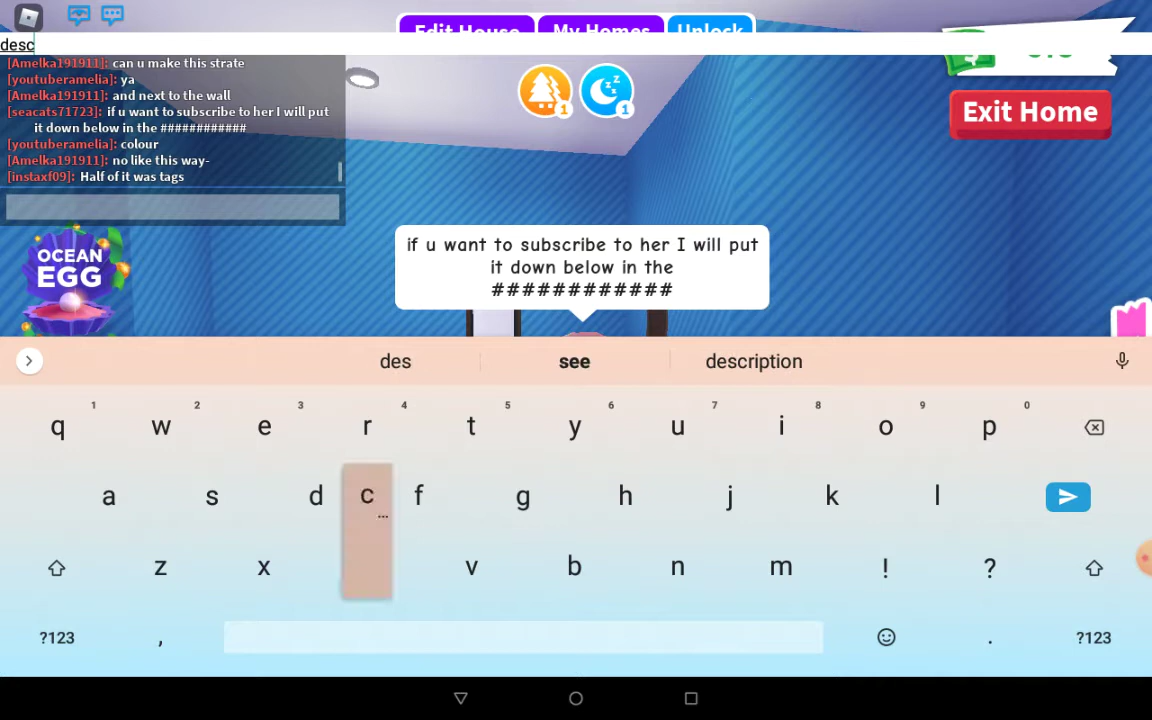 Edit House My Homes Unlock
desc
[Amelka191911]: can u make this strate
[youtuberamelia]: ya
[Amelka191911]: and next to the wall
[seacats71723]: if u want to subscribe to her I will put
it down below in the ############
[youtuberamelia]: colour
[Amelka191911]: no like this way-
[instaxf09]: Half of it was tags
1 1
Exit Home
OCEAN
EGG
if u want to subscribe to her I will put
it down below in the
############
des see description
1 2 3 4 5 6 7 8 9 0
q w e r t y u i o p
a s d c f g h j k l
...
z x v b n m ! ?
?123 , . ?123